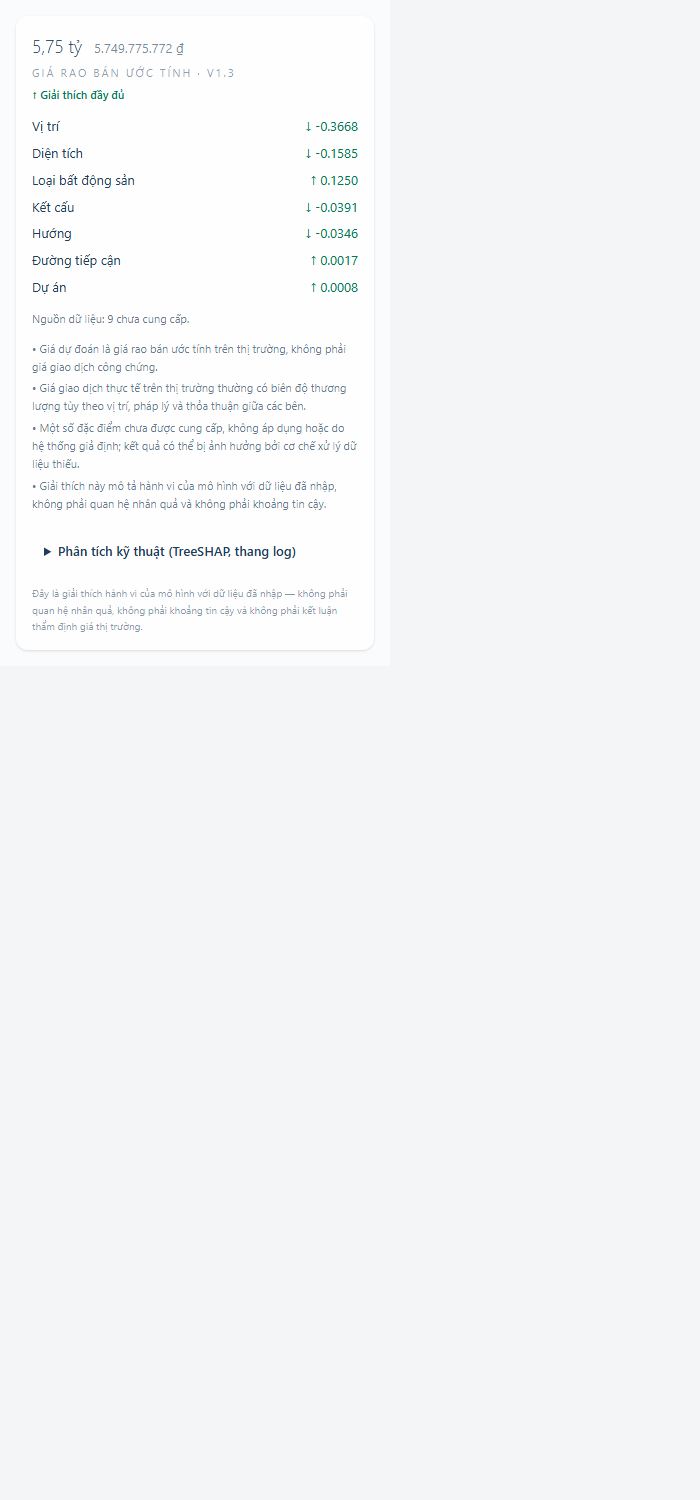 5,75 tỷ 5.749.775.772 ₫
GIÁ RAO BÁN ƯỚC TÍNH · V1.3
↑ Giải thích đầy đủ
Vị trí ↓ -0.3668
Diện tích ↓ -0.1585
Loại bất động sản ↑ 0.1250
Kết cấu ↓ -0.0391
Hướng ↓ -0.0346
Đường tiếp cận ↑ 0.0017
Dự án ↑ 0.0008
Nguồn dữ liệu: 9 chưa cung cấp.
• Giá dự đoán là giá rao bán ước tính trên thị trường, không phải
giá giao dịch công chứng.
• Giá giao dịch thực tế trên thị trường thường có biên độ thương
lượng tùy theo vị trí, pháp lý và thỏa thuận giữa các bên.
• Một số đặc điểm chưa được cung cấp, không áp dụng hoặc do
hệ thống giả định; kết quả có thể bị ảnh hưởng bởi cơ chế xử lý dữ
liệu thiếu.
• Giải thích này mô tả hành vi của mô hình với dữ liệu đã nhập,
không phải quan hệ nhân quả và không phải khoảng tin cậy.
▶ Phân tích kỹ thuật (TreeSHAP, thang log)
Đây là giải thích hành vi của mô hình với dữ liệu đã nhập — không phải
quan hệ nhân quả, không phải khoảng tin cậy và không phải kết luận
thẩm định giá thị trường.